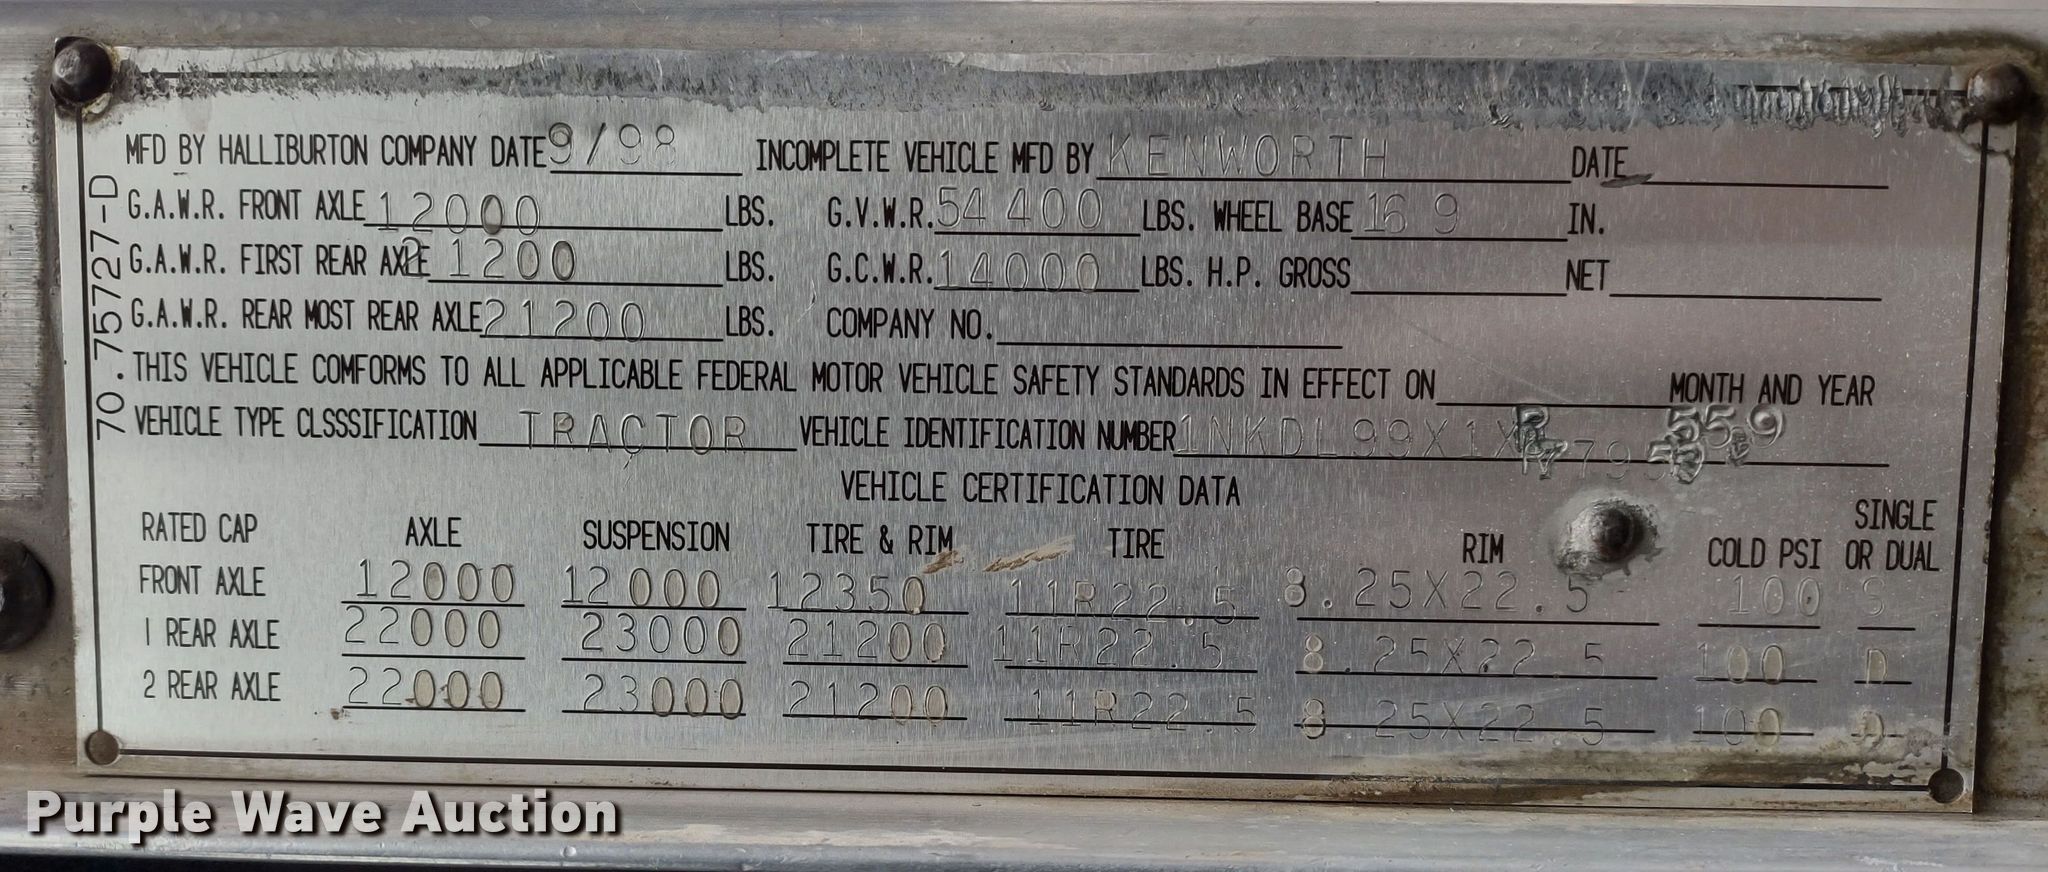 MFD BY HALLIBURTON COMPANY DATE 9/98 INCOMPLETE VEHICLE MFD BY KENWORTH DATE
G.A.W.R. FRONT AXLE 12000 LBS. G.V.W.R. 54400 LBS. WHEEL BASE 169 IN.
G.A.W.R. FIRST REAR AXLE 21200 LBS. G.C.W.R. 14000 LBS. H.P. GROSS NET
G.A.W.R. REAR MOST REAR AXLE 21200 LBS. COMPANY NO.
THIS VEHICLE COMFORMS TO ALL APPLICABLE FEDERAL MOTOR VEHICLE SAFETY STANDARDS IN EFFECT ON MONTH AND YEAR
VEHICLE TYPE CLSSSIFICATION TRACTOR VEHICLE IDENTIFICATION NUMBER
70.75727-D
VEHICLE CERTIFICATION DATA
RATED CAP AXLE SUSPENSION TIRE & RIM TIRE RIM COLD PSI SINGLE OR DUAL
FRONT AXLE 12000 12000 12350 11R22.5 8.25X22.5 100 S
1 REAR AXLE 22000 23000 21200 11R22.5 8.25X22.5 100 D
2 REAR AXLE 22000 23000 21200 11R22.5 8 25X22.5 100 D
Purple Wave Auction